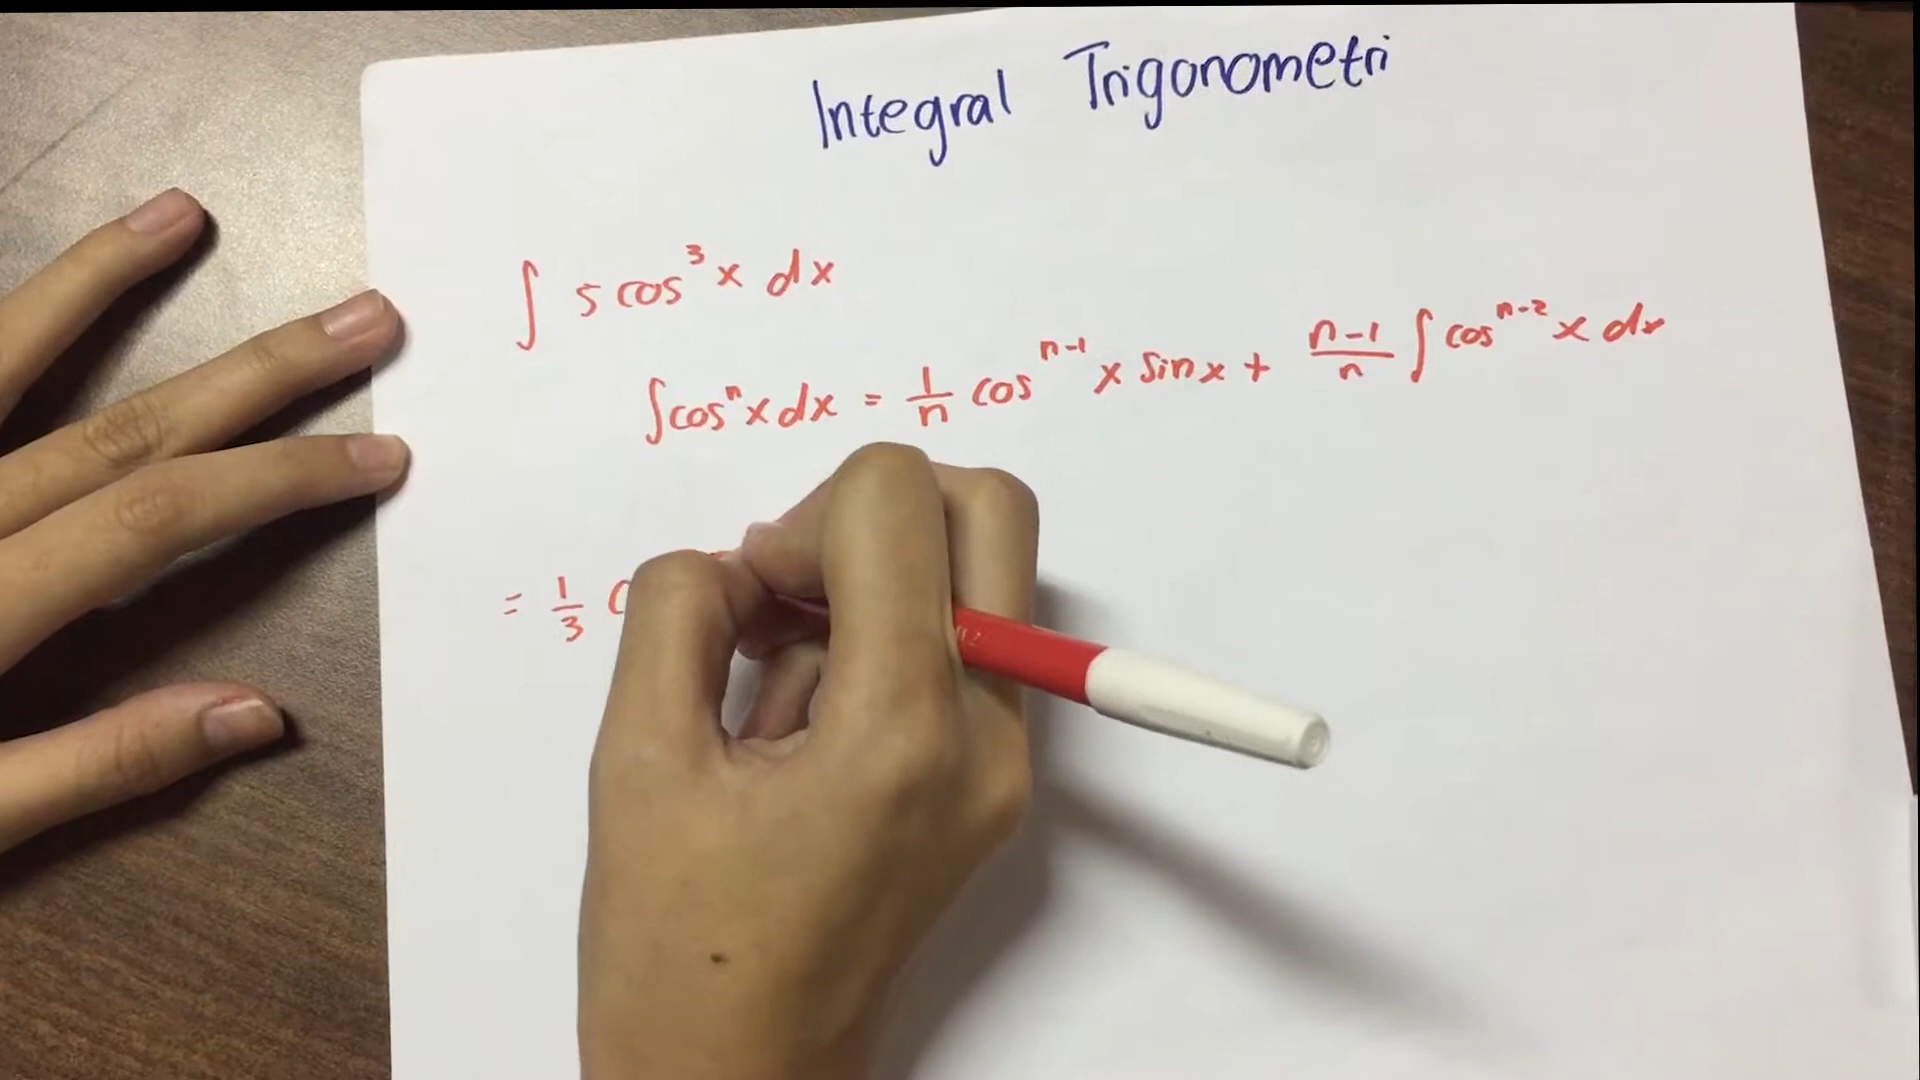 Integral Trigonometri
∫ 5 cos³ x dx
∫cosⁿ x dx = 1/n cosⁿ⁻¹ x sin x + n-1/n ∫ cosⁿ⁻² x dx
= 1/3